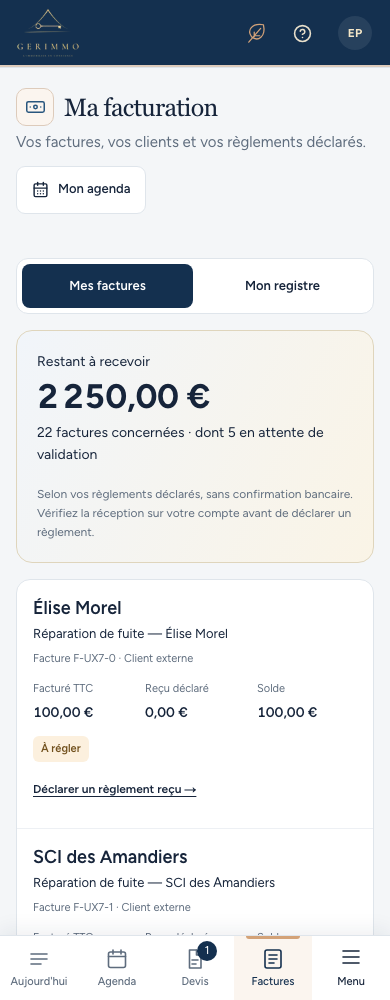 GERIMMO
EP
Ma facturation
Vos factures, vos clients et vos règlements déclarés.
Mon agenda
Mes factures
Mon registre
Restant à recevoir
2 250,00 €
22 factures concernées · dont 5 en attente de
validation
Selon vos règlements déclarés, sans confirmation bancaire.
Vérifiez la réception sur votre compte avant de déclarer un
règlement.
Élise Morel
Réparation de fuite — Élise Morel
Facture F-UX7-0 · Client externe
Facturé TTC Reçu déclaré Solde
100,00 € 0,00 € 100,00 €
À régler
Déclarer un règlement reçu →
SCI des Amandiers
Réparation de fuite — SCI des Amandiers
Facture F-UX7-1 · Client externe
1
Aujourd'hui Agenda Devis Factures Menu